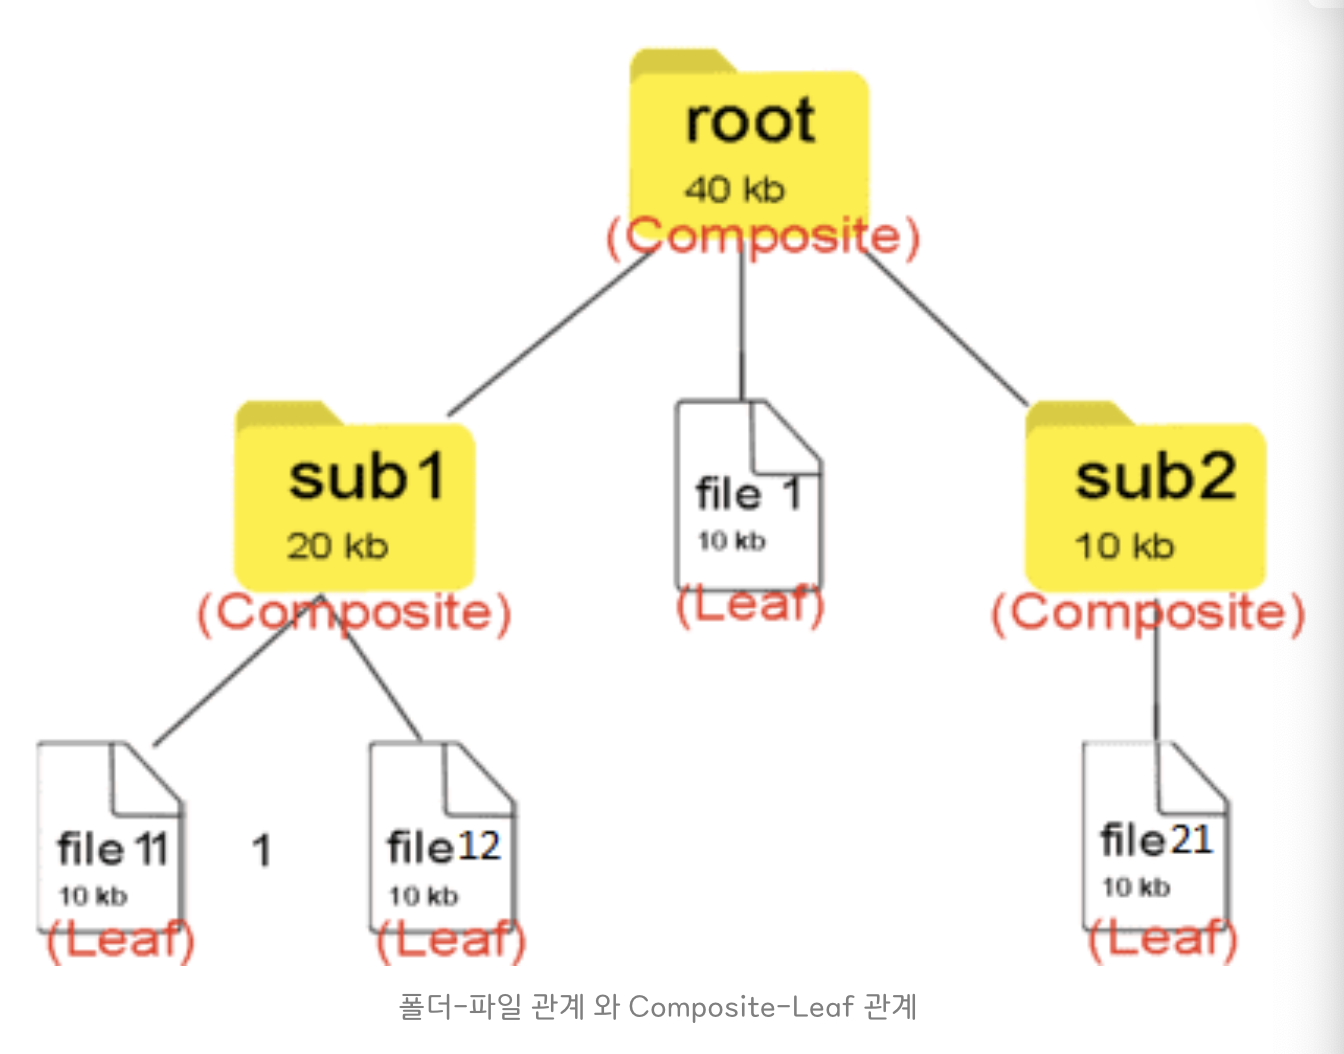 root
40 kb
(Composite)
sub1
20 kb
(Composite)
file 1
10 kb
(Leaf)
sub2
10 kb
(Composite)
file 11
10 kb
(Leaf)
1
file12
10 kb
(Leaf)
file21
10 kb
(Leaf)
폴더-파일 관계 와 Composite-Leaf 관계